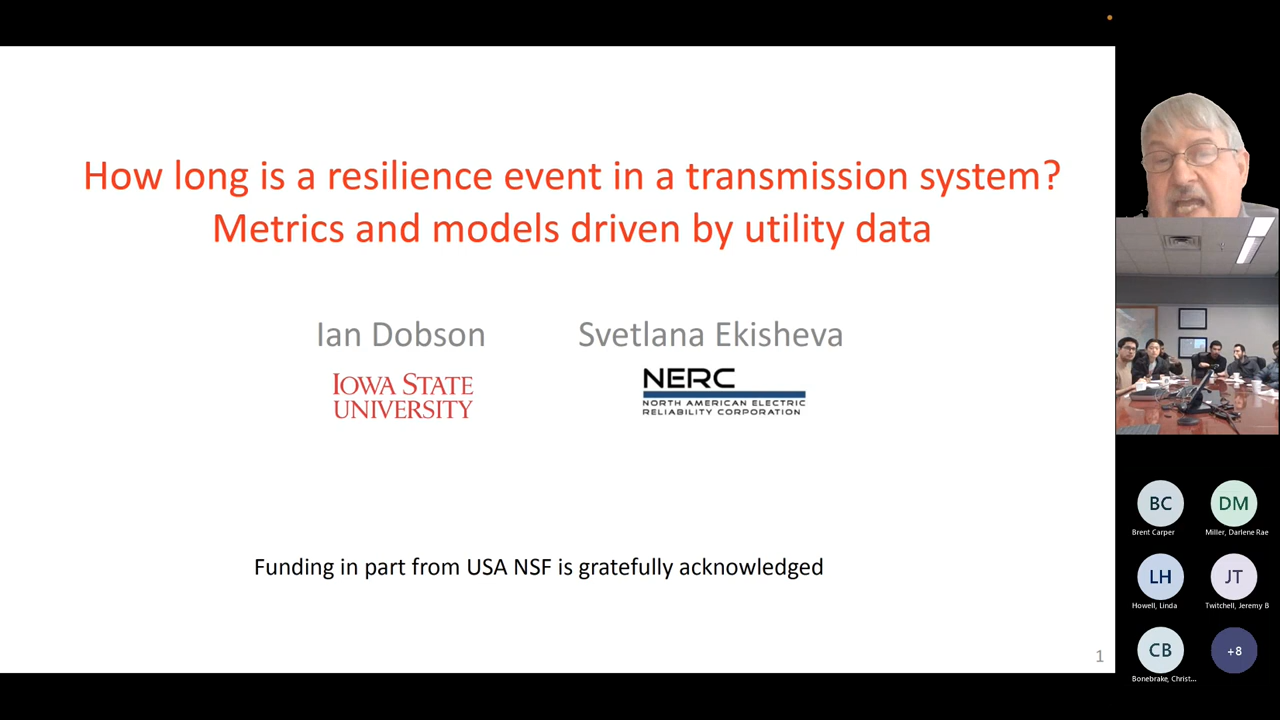 How long is a resilience event in a transmission system?
Metrics and models driven by utility data
Ian Dobson
Svetlana Ekisheva
IOWA STATE
UNIVERSITY
NERC
NORTH AMERICAN ELECTRIC
RELIABILITY CORPORATION
Funding in part from USA NSF is gratefully acknowledged
1
BC
DM
Brent Carper
Miller, Darlene Rae
LH
JT
Howell, Linda
Twitchell, Jeremy B
CB
+8
Bonebrake, Christ...